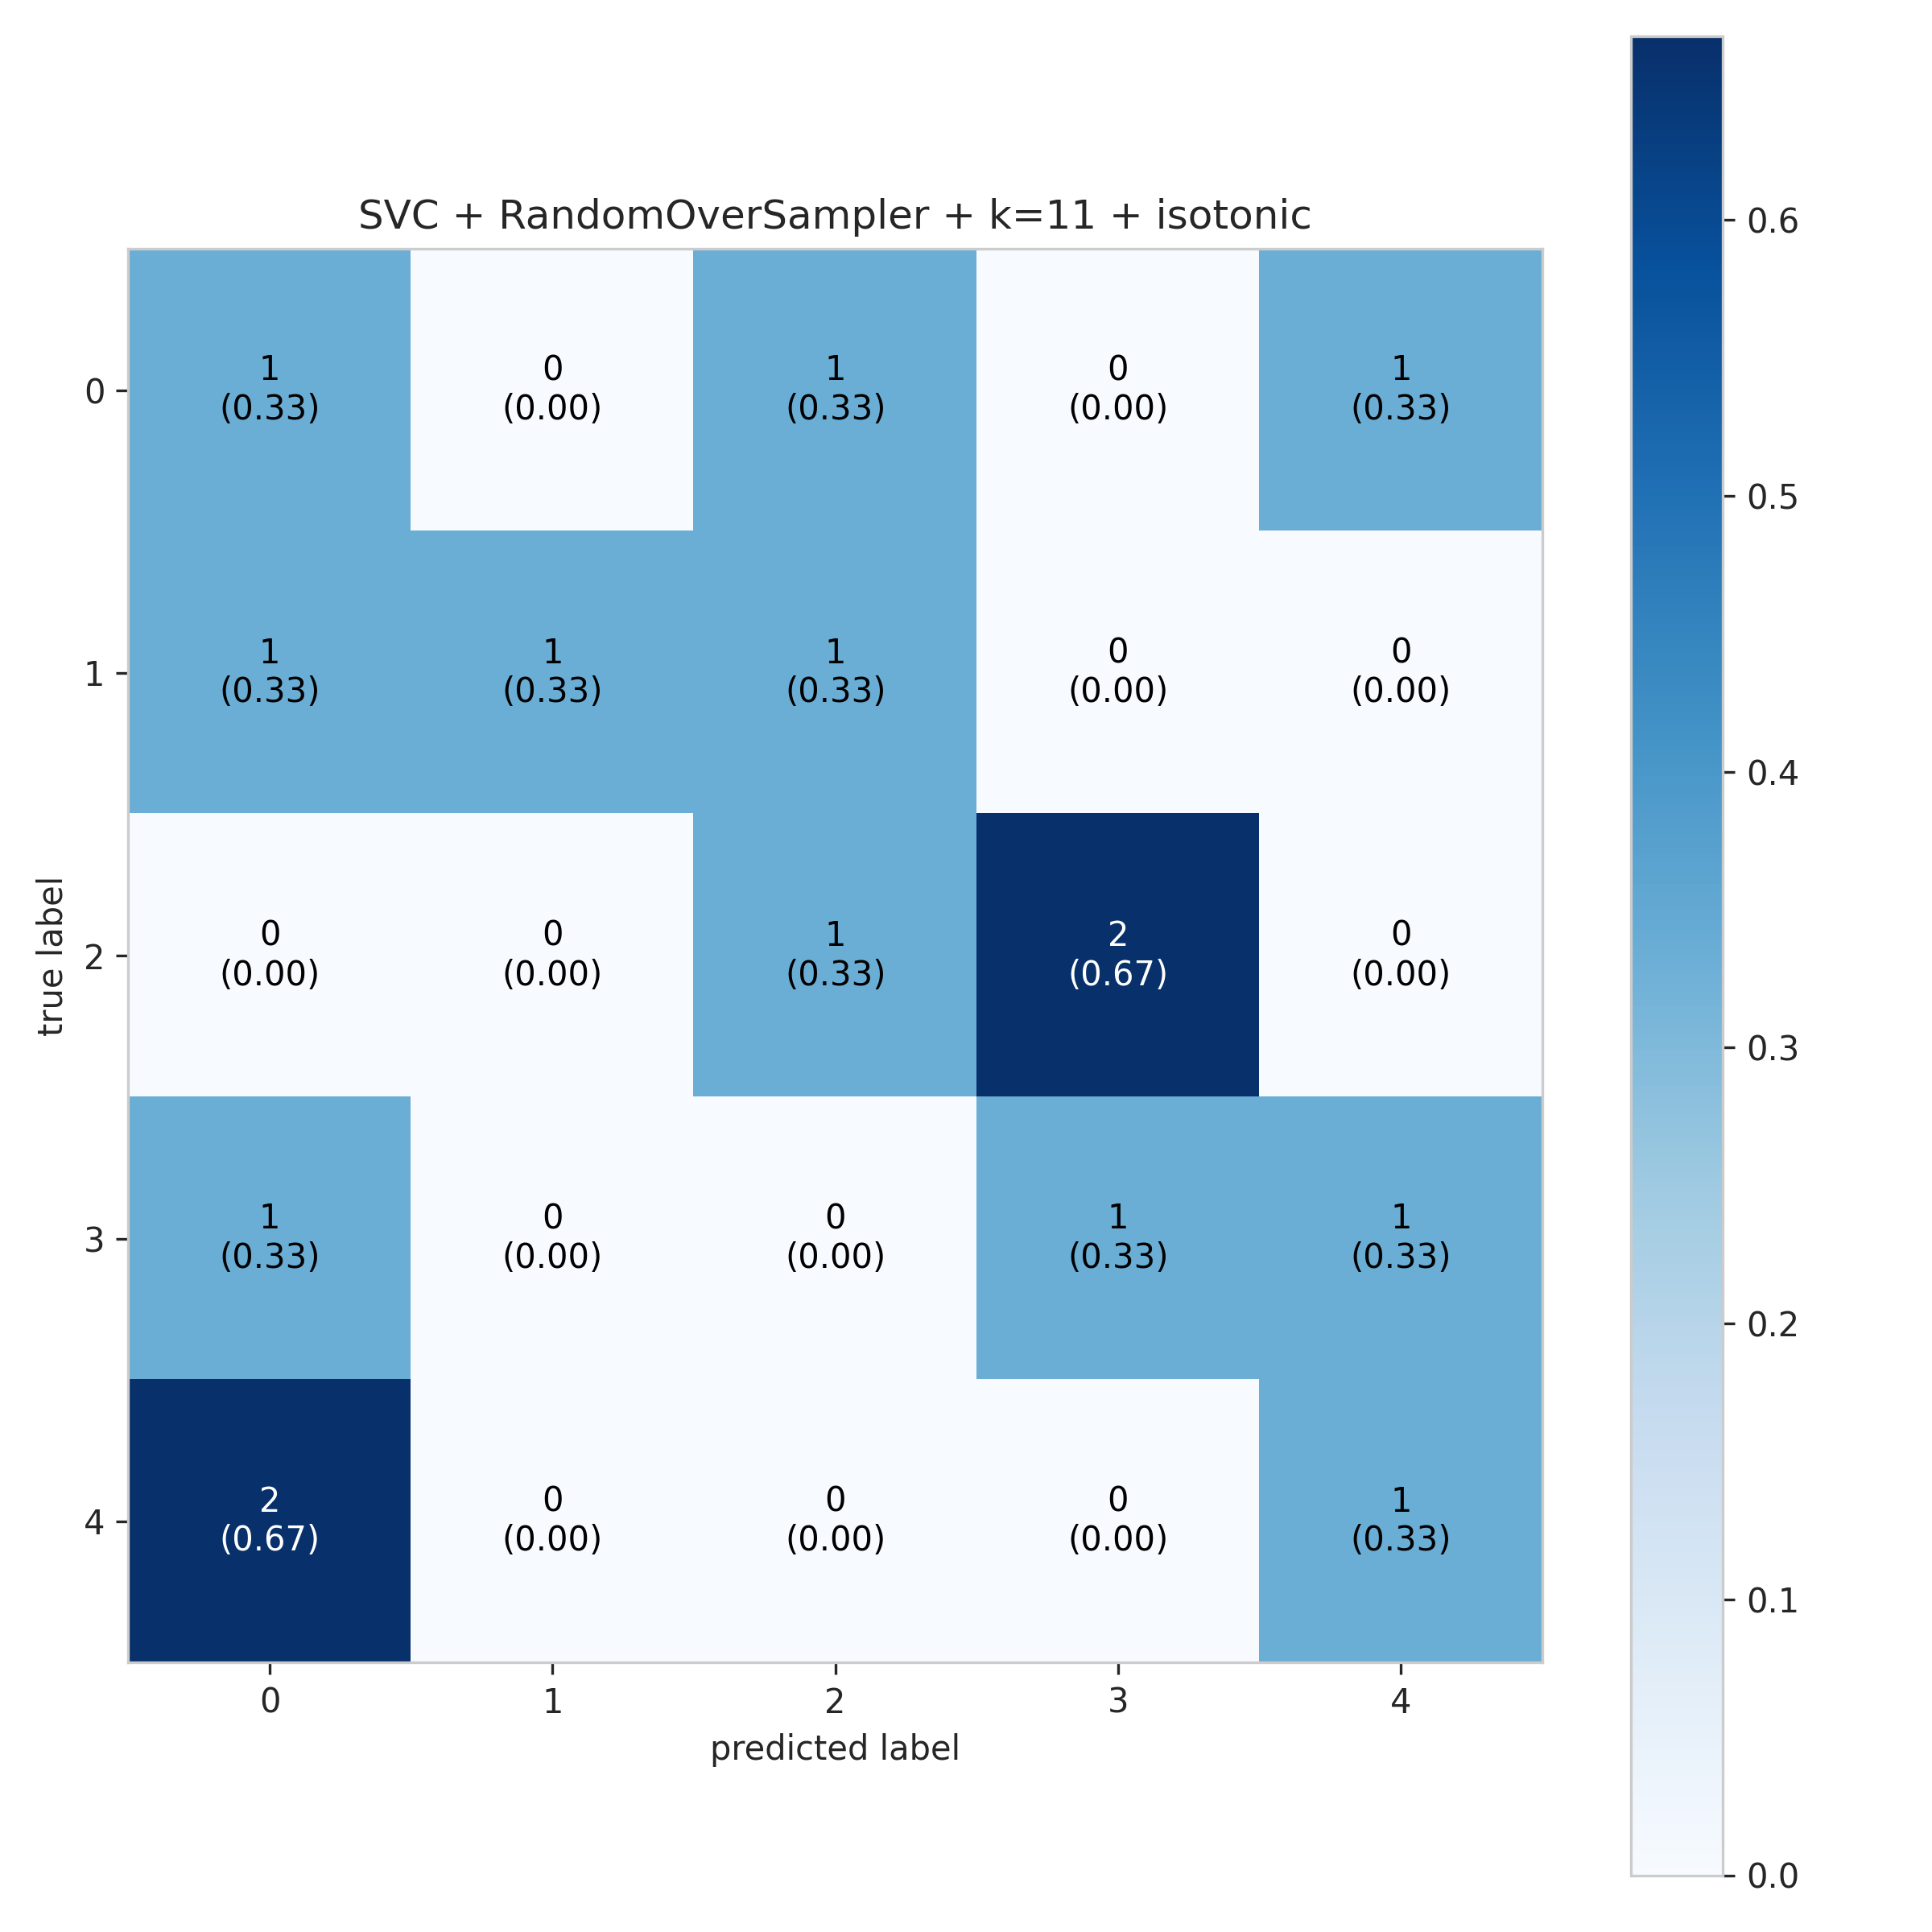 SVC + RandomOverSampler + k=11 + isotonic
0.6
0.5
0.4
0.3
0.2
0.1
0.0
true label
0
1
2
3
4
1 0 1 0 1
(0.33) (0.00) (0.33) (0.00) (0.33)
1 1 1 0 0
(0.33) (0.33) (0.33) (0.00) (0.00)
0 0 1 2 0
(0.00) (0.00) (0.33) (0.67) (0.00)
1 0 0 1 1
(0.33) (0.00) (0.00) (0.33) (0.33)
2 0 0 0 1
(0.67) (0.00) (0.00) (0.00) (0.33)
0 1 2 3 4
predicted label